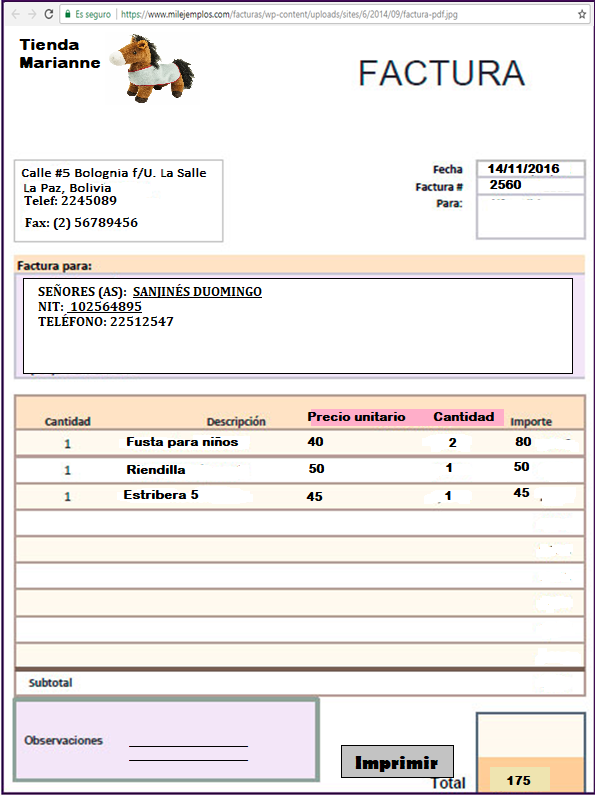 Es seguro https://www.milejemplos.com/facturas/wp-content/uploads/sites/6/2014/09/factura-pdf.jpg
Tienda
Marianne
FACTURA
Calle #5 Bolognia f/U. La Salle
La Paz, Bolivia
Telef: 2245089
Fax: (2) 56789456
Fecha 14/11/2016
Factura # 2560
Para:
Factura para:
SEÑORES (AS): SANJINÉS DUOMINGO
NIT: 102564895
TELÉFONO: 22512547
Cantidad Descripción Precio unitario Cantidad Importe
1 Fusta para niños 40 2 80
1 Riendilla 50 1 50
1 Estribera 5 45 1 45
Subtotal
Observaciones
Imprimir
Total 175